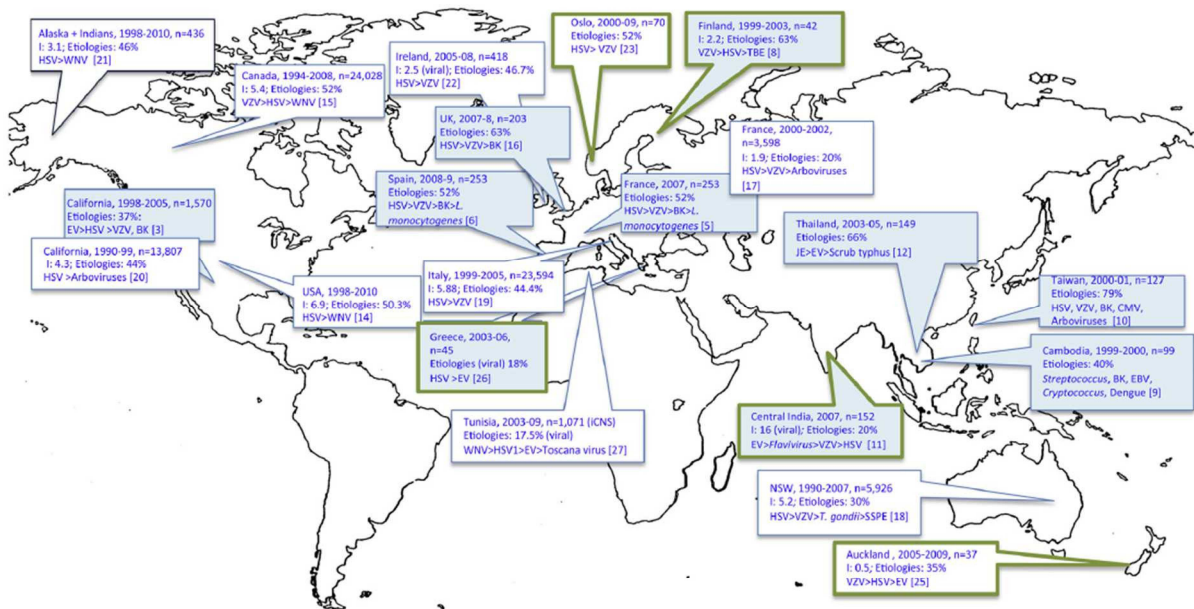 Alaska + Indians, 1998-2010, n=436
I: 3.1; Etiologies: 46%
HSV>WNV [21]
Canada, 1994-2008, n=24,028
I: 5.4; Etiologies: 52%
VZV>HSV>WNV [15]
Ireland, 2005-08, n=418
I: 2.5 (viral); Etiologies: 46.7%
HSV>VZV [22]
Oslo, 2000-09, n=70
Etiologies: 52%
HSV> VZV [23]
Finland, 1999-2003, n=42
I: 2.2; Etiologies: 63%
VZV>HSV>TBE [8]
UK, 2007-8, n=203
Etiologies: 63%
HSV>VZV>BK [16]
France, 2000-2002,
n=3,598
I: 1.9; Etiologies: 20%
HSV>VZV>Arboviruses
[17]
Spain, 2008-9, n=253
Etiologies: 52%
HSV>VZV>BK>L.
monocytogenes [6]
France, 2007, n=253
Etiologies: 52%
HSV>VZV>BK>L.
monocytogenes [5]
California, 1998-2005, n=1,570
Etiologies: 37%:
EV>HSV >VZV, BK [3]
California, 1990-99, n=13,807
I: 4.3; Etiologies: 44%
HSV >Arboviruses [20]
USA, 1998-2010
I: 6.9; Etiologies: 50.3%
HSV>WNV [14]
Italy, 1999-2005, n=23,594
I: 5.88; Etiologies: 44.4%
HSV>VZV [19]
Thailand, 2003-05, n=149
Etiologies: 66%
JE>EV>Scrub typhus [12]
Taiwan, 2000-01, n=127
Etiologies: 79%
HSV, VZV, BK, CMV,
Arboviruses [10]
Greece, 2003-06,
n=45
Etiologies (viral) 18%
HSV >EV [26]
Cambodia, 1999-2000, n=99
Etiologies: 40%
Streptococcus, BK, EBV,
Cryptococcus, Dengue [9]
Tunisia, 2003-09, n=1,071 (iCNS)
Etiologies: 17.5% (viral)
WNV>HSV1>EV>Toscana virus [27]
Central India, 2007, n=152
I: 16 (viral); Etiologies: 20%
EV>Flavivirus>VZV>HSV [11]
NSW, 1990-2007, n=5,926
I: 5.2; Etiologies: 30%
HSV>VZV>T. gondii>SSPE [18]
Auckland , 2005-2009, n=37
I: 0.5; Etiologies: 35%
VZV>HSV>EV [25]